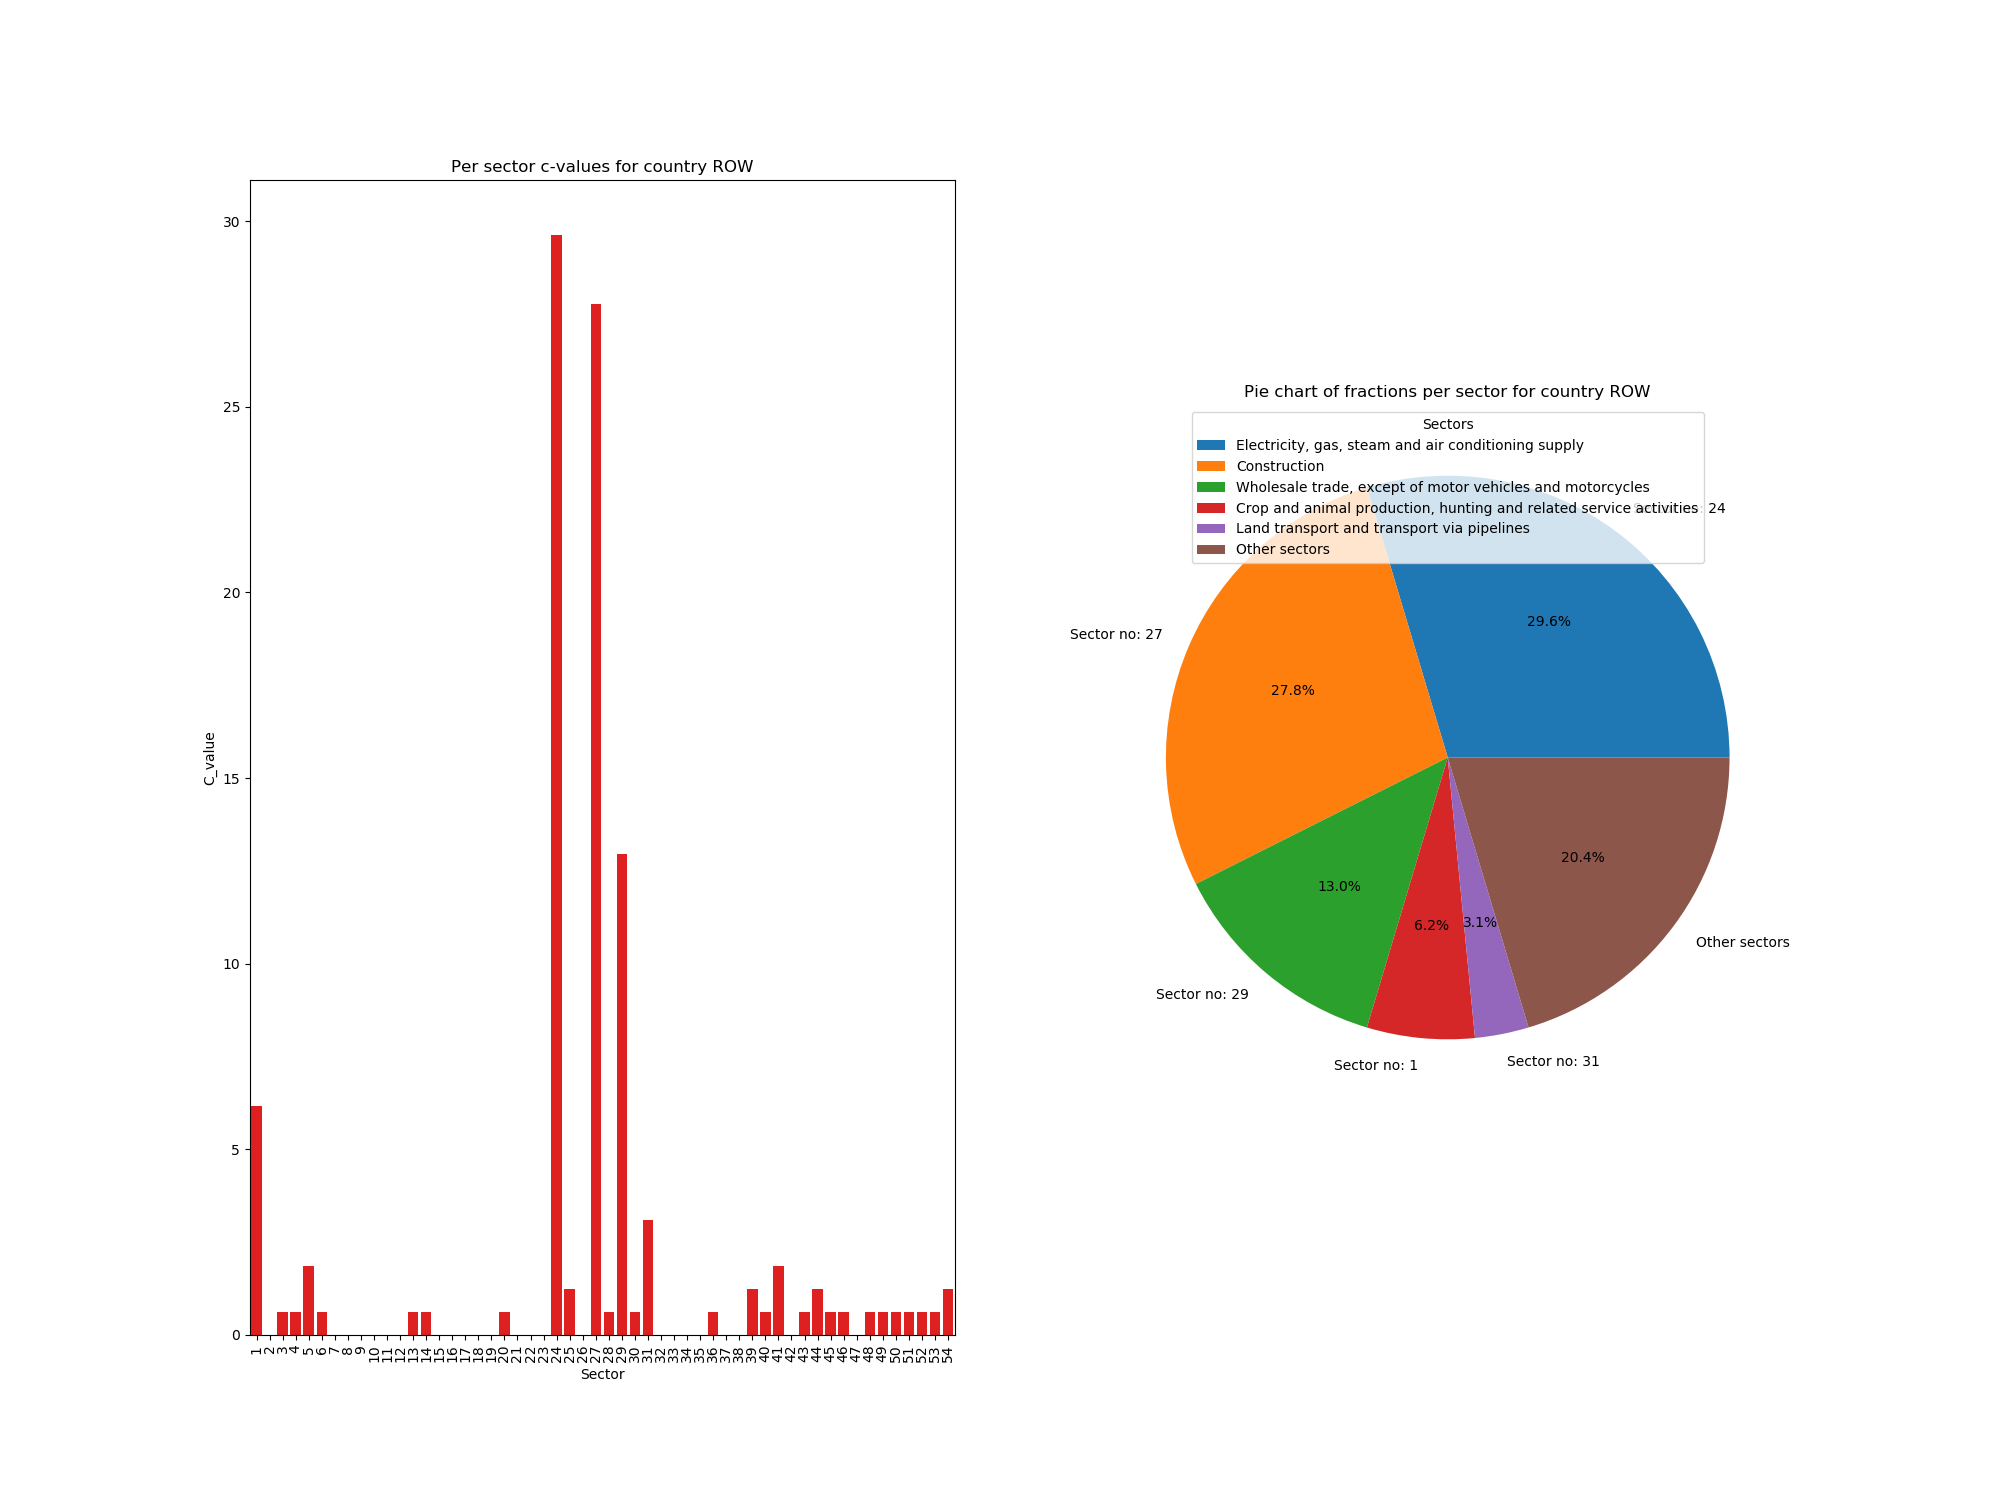 Per sector c-values for country ROW
30
25
20
15
10
5
0
C_value
1 2 3 4 5 6 7 8 9 10 11 12 13 14 15 16 17 18 19 20 21 22 23 24 25 26 27 28 29 30 31 32 33 34 35 36 37 38 39 40 41 42 43 44 45 46 47 48 49 50 51 52 53 54
Sector
Pie chart of fractions per sector for country ROW
Sectors
Electricity, gas, steam and air conditioning supply
Construction
Wholesale trade, except of motor vehicles and motorcycles
Crop and animal production, hunting and related service activities
24
Land transport and transport via pipelines
Other sectors
29.6%
Sector no: 27
27.8%
20.4%
13.0%
6.2%
3.1%
Other sectors
Sector no: 29
Sector no: 31
Sector no: 1